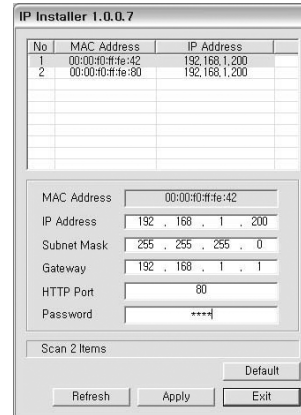 IP Installer 1.0.0.7
No MAC Address IP Address
1 00:00:f0:ff:fe:42 192,168,1,200
2 00:00:f0:ff:fe:80 192,168,1,200
MAC Address 00:00:f0:ff:fe:42
IP Address 192 . 168 . 1 . 200
Subnet Mask 255 . 255 . 255 . 0
Gateway 192 . 168 . 1 . 1
HTTP Port 80
Password ****
Scan 2 Items
Default
Refresh Apply Exit